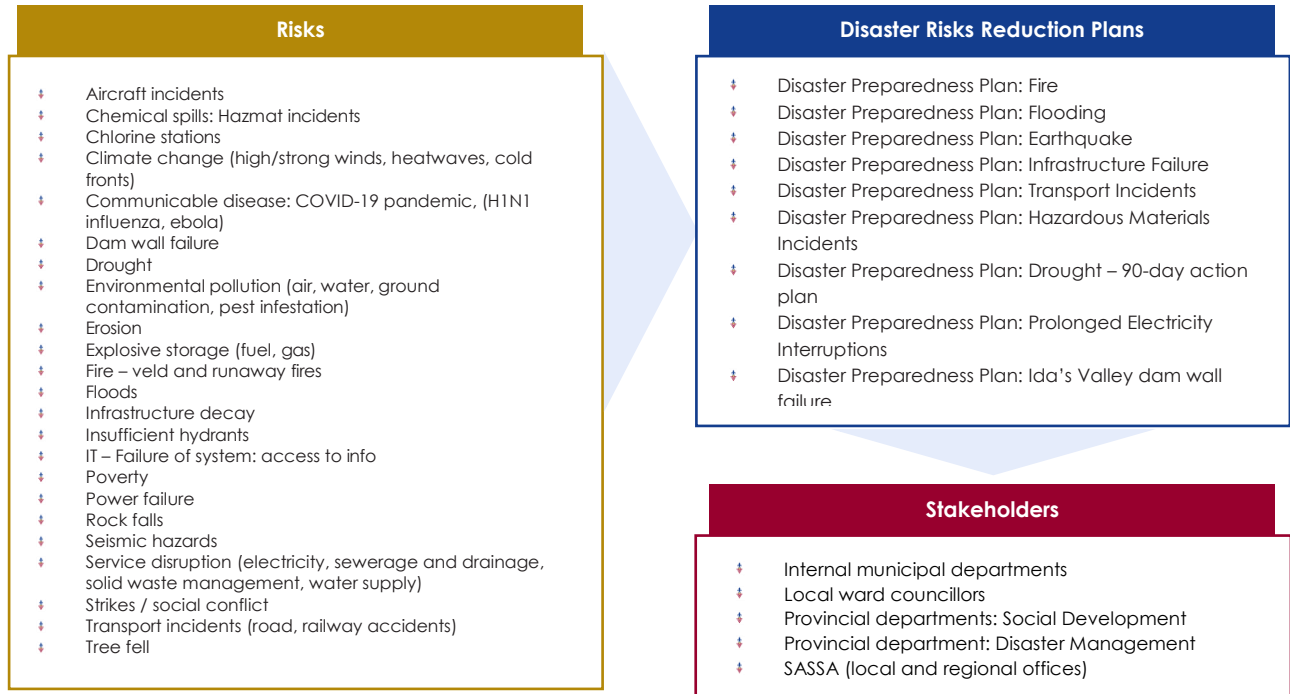 Risks
Aircraft incidents
Chemical spills: Hazmat incidents
Chlorine stations
Climate change (high/strong winds, heatwaves, cold
fronts)
Communicable disease: COVID-19 pandemic, (H1N1
influenza, ebola)
Dam wall failure
Drought
Environmental pollution (air, water, ground
contamination, pest infestation)
Erosion
Explosive storage (fuel, gas)
Fire – veld and runaway fires
Floods
Infrastructure decay
Insufficient hydrants
IT – Failure of system: access to info
Poverty
Power failure
Rock falls
Seismic hazards
Service disruption (electricity, sewerage and drainage,
solid waste management, water supply)
Strikes / social conflict
Transport incidents (road, railway accidents)
Tree fell
Disaster Risks Reduction Plans
Disaster Preparedness Plan: Fire
Disaster Preparedness Plan: Flooding
Disaster Preparedness Plan: Earthquake
Disaster Preparedness Plan: Infrastructure Failure
Disaster Preparedness Plan: Transport Incidents
Disaster Preparedness Plan: Hazardous Materials
Incidents
Disaster Preparedness Plan: Drought – 90-day action
plan
Disaster Preparedness Plan: Prolonged Electricity
Interruptions
Disaster Preparedness Plan: Ida’s Valley dam wall
failure
Stakeholders
Internal municipal departments
Local ward councillors
Provincial departments: Social Development
Provincial department: Disaster Management
SASSA (local and regional offices)